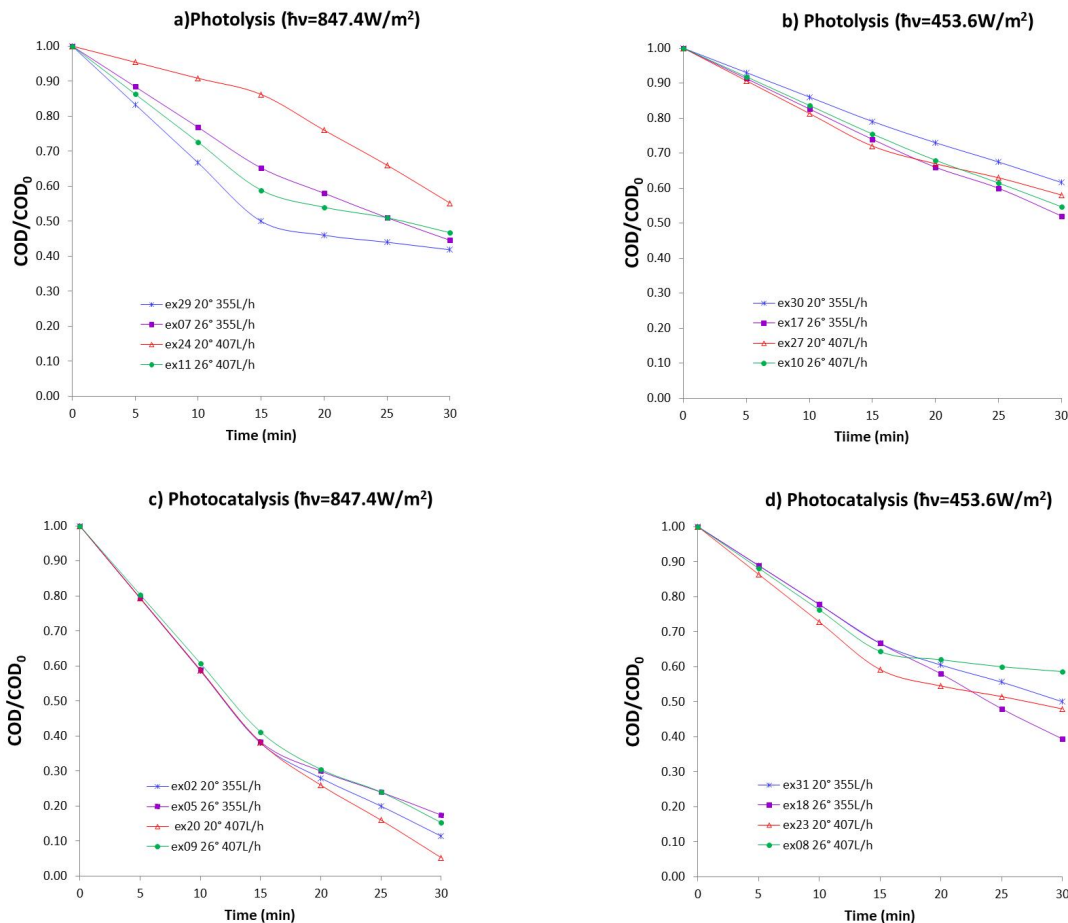 a)Photolysis (ħν=847.4W/m²)
COD/COD₀
1.00
0.90
0.80
0.70
0.60
0.50
0.40
0.30
0.20
0.10
0.00
ex29 20° 355L/h
ex07 26° 355L/h
ex24 20° 407L/h
ex11 26° 407L/h
0 5 10 15 20 25 30
Time (min)
b) Photolysis (ħν=453.6W/m²)
COD/COD₀
1.00
0.90
0.80
0.70
0.60
0.50
0.40
0.30
0.20
0.10
0.00
ex30 20° 355L/h
ex17 26° 355L/h
ex27 20° 407L/h
ex10 26° 407L/h
0 5 10 15 20 25 30
Tiime (min)
c) Photocatalysis (ħν=847.4W/m²)
COD/COD₀
1.00
0.90
0.80
0.70
0.60
0.50
0.40
0.30
0.20
0.10
0.00
ex02 20° 355L/h
ex05 26° 355L/h
ex20 20° 407L/h
ex09 26° 407L/h
0 5 10 15 20 25 30
Time (min)
d) Photocatalysis (ħν=453.6W/m²)
COD/COD₀
1.00
0.90
0.80
0.70
0.60
0.50
0.40
0.30
0.20
0.10
0.00
ex31 20° 355L/h
ex18 26° 355L/h
ex23 20° 407L/h
ex08 26° 407L/h
0 5 10 15 20 25 30
Time (min)